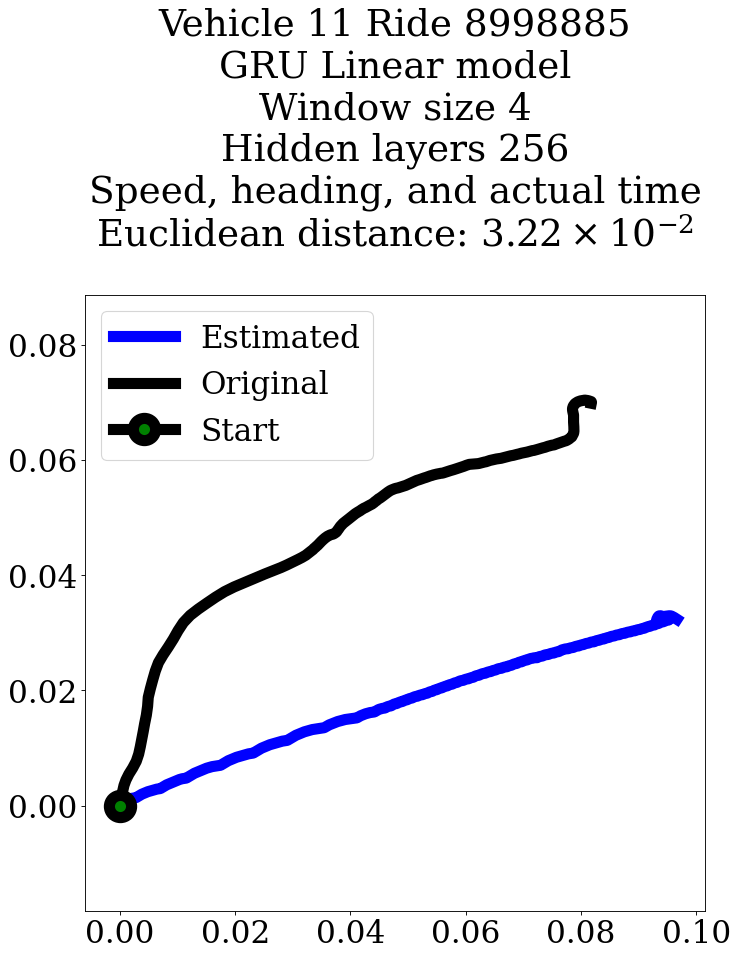 Vehicle 11 Ride 8998885
GRU Linear model
Window size 4
Hidden layers 256
Speed, heading, and actual time
Euclidean distance: 3.22 × 10⁻²
Estimated
Original
Start
0.08
0.06
0.04
0.02
0.00
0.00 0.02 0.04 0.06 0.08 0.10